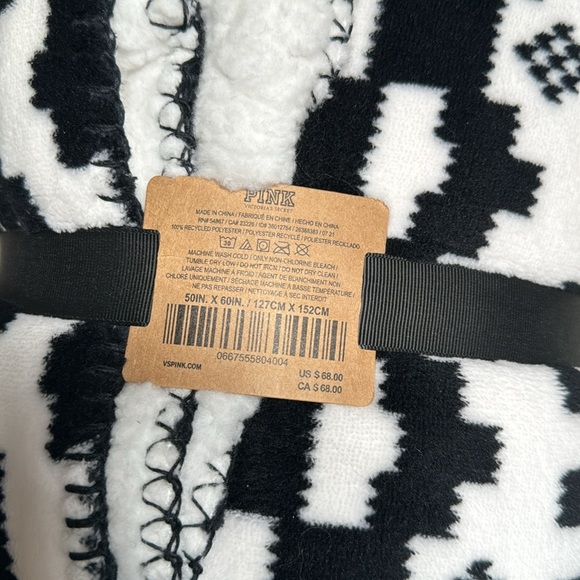 PINK
VICTORIA'S SECRET
MADE IN CHINA / FABRIQUÉ EN CHINE / HECHO EN CHINA
100% RECYCLED POLYESTER / POLYESTER RECYCLÉ / POLIÉSTER RECICLADO
30
MACHINE WASH COLD / ONLY NON-CHLORINE BLEACH /
TUMBLE DRY LOW / DO NOT IRON / DO NOT DRY CLEAN /
LAVAGE MACHINE À FROID / AGENT DE BLANCHIMENT NON
CHLORÉ UNIQUEMENT / SÉCHAGE MACHINE À BASSE TEMPÉRATURE /
NE PAS REPASSER / NETTOYAGE À SEC INTERDIT
50IN. X 60IN. / 127CM X 152CM
0667555804004
VSPINK.COM
US $ 68.00
CA $ 68.00